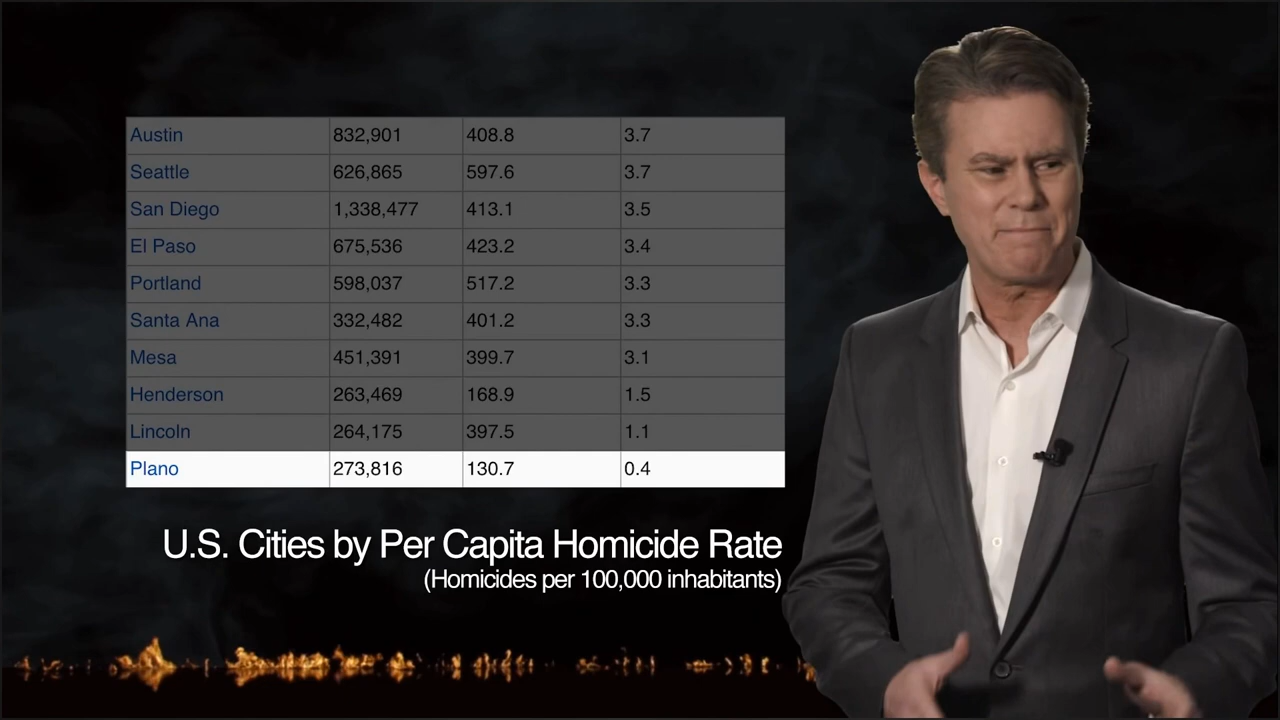 Austin 832,901 408.8 3.7
Seattle 626,865 597.6 3.7
San Diego 1,338,477 413.1 3.5
El Paso 675,536 423.2 3.4
Portland 598,037 517.2 3.3
Santa Ana 332,482 401.2 3.3
Mesa 451,391 399.7 3.1
Henderson 263,469 168.9 1.5
Lincoln 264,175 397.5 1.1
Plano 273,816 130.7 0.4
U.S. Cities by Per Capita Homicide Rate
(Homicides per 100,000 inhabitants)